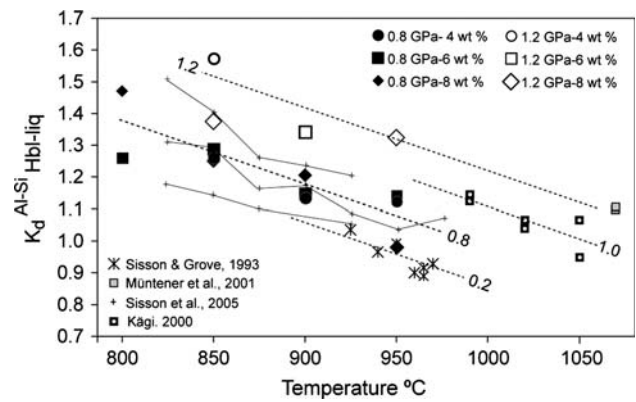 K_d^Al-Si Hbl-liq
1.7
1.6
1.5
1.4
1.3
1.2
1.1
1.0
0.9
0.8
0.7
0.8 GPa- 4 wt %
0.8 GPa-6 wt %
0.8 GPa-8 wt %
1.2 GPa-4 wt %
1.2 GPa-6 wt %
1.2 GPa-8 wt %
1.2
0.8
1.0
0.2
Sisson & Grove, 1993
Müntener et al., 2001
Sisson et al., 2005
Kägi. 2000
800
850
900
950
1000
1050
Temperature ºC